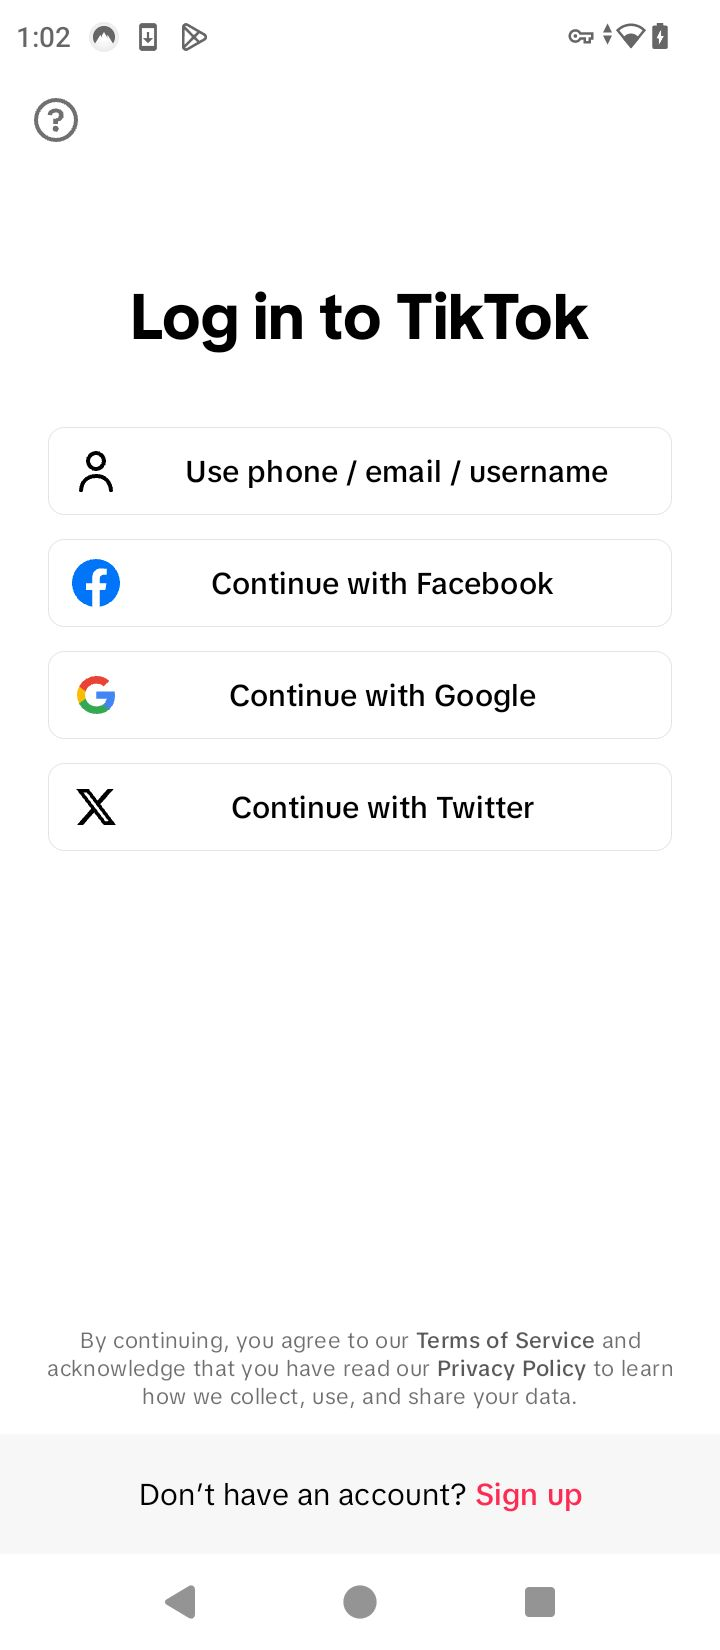 1:02
Log in to TikTok
Use phone / email / username
Continue with Facebook
Continue with Google
Continue with Twitter
By continuing, you agree to our Terms of Service and
acknowledge that you have read our Privacy Policy to learn
how we collect, use, and share your data.
Don't have an account? Sign up